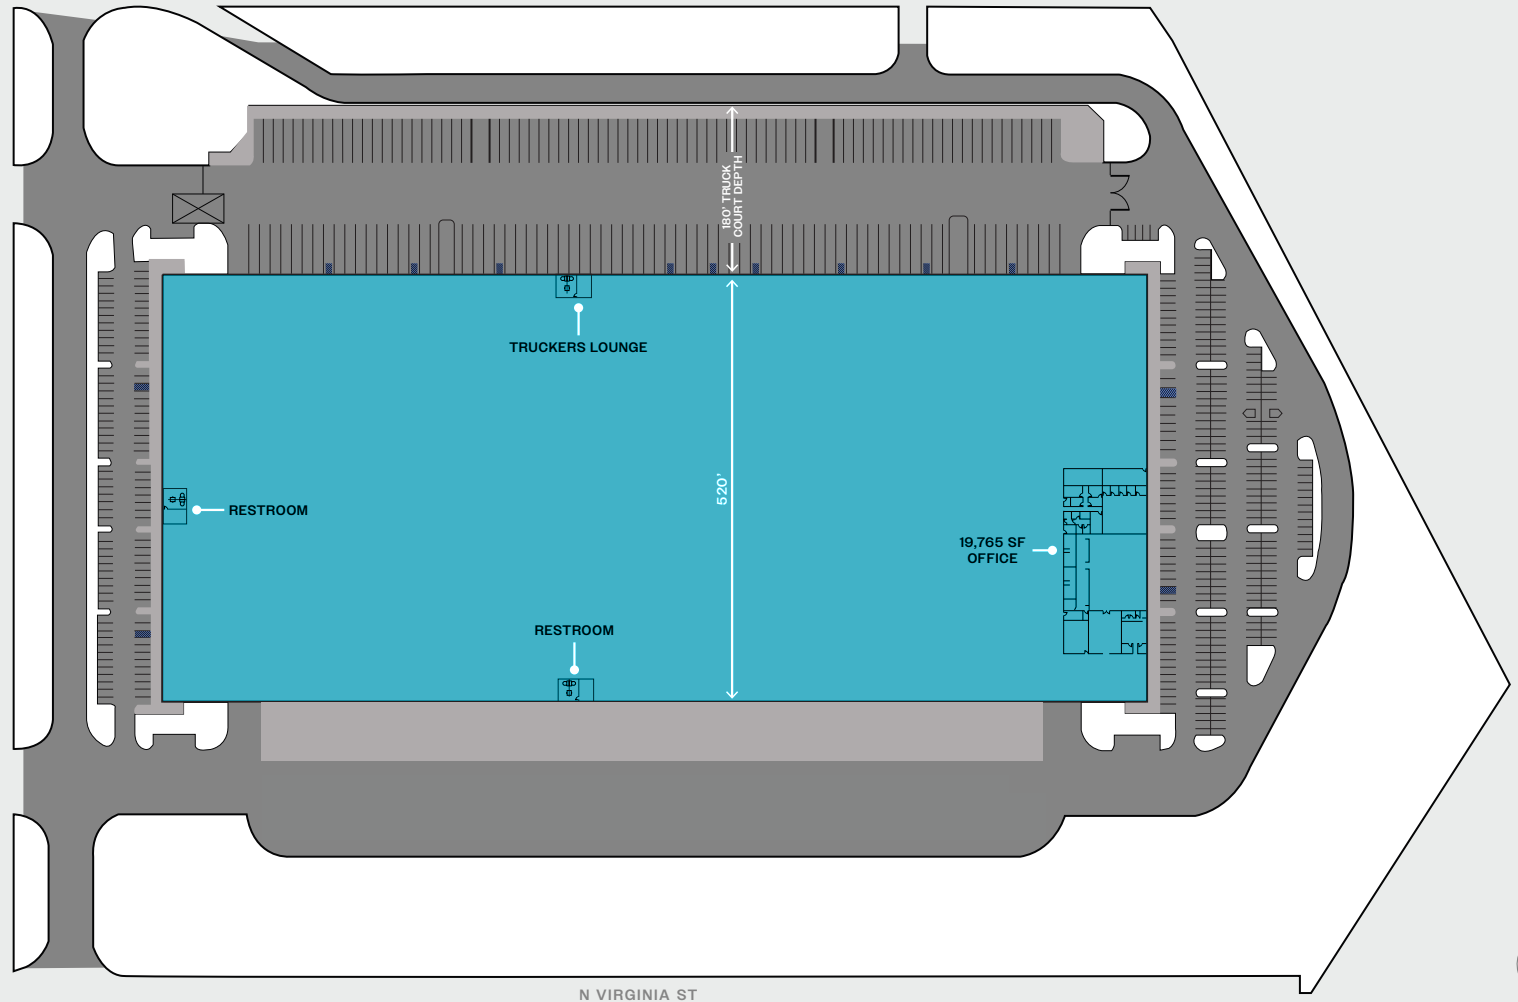 180' TRUCK
COURT DEPTH
TRUCKERS LOUNGE
520'
RESTROOM
19,765 SF
OFFICE
RESTROOM
N VIRGINIA ST